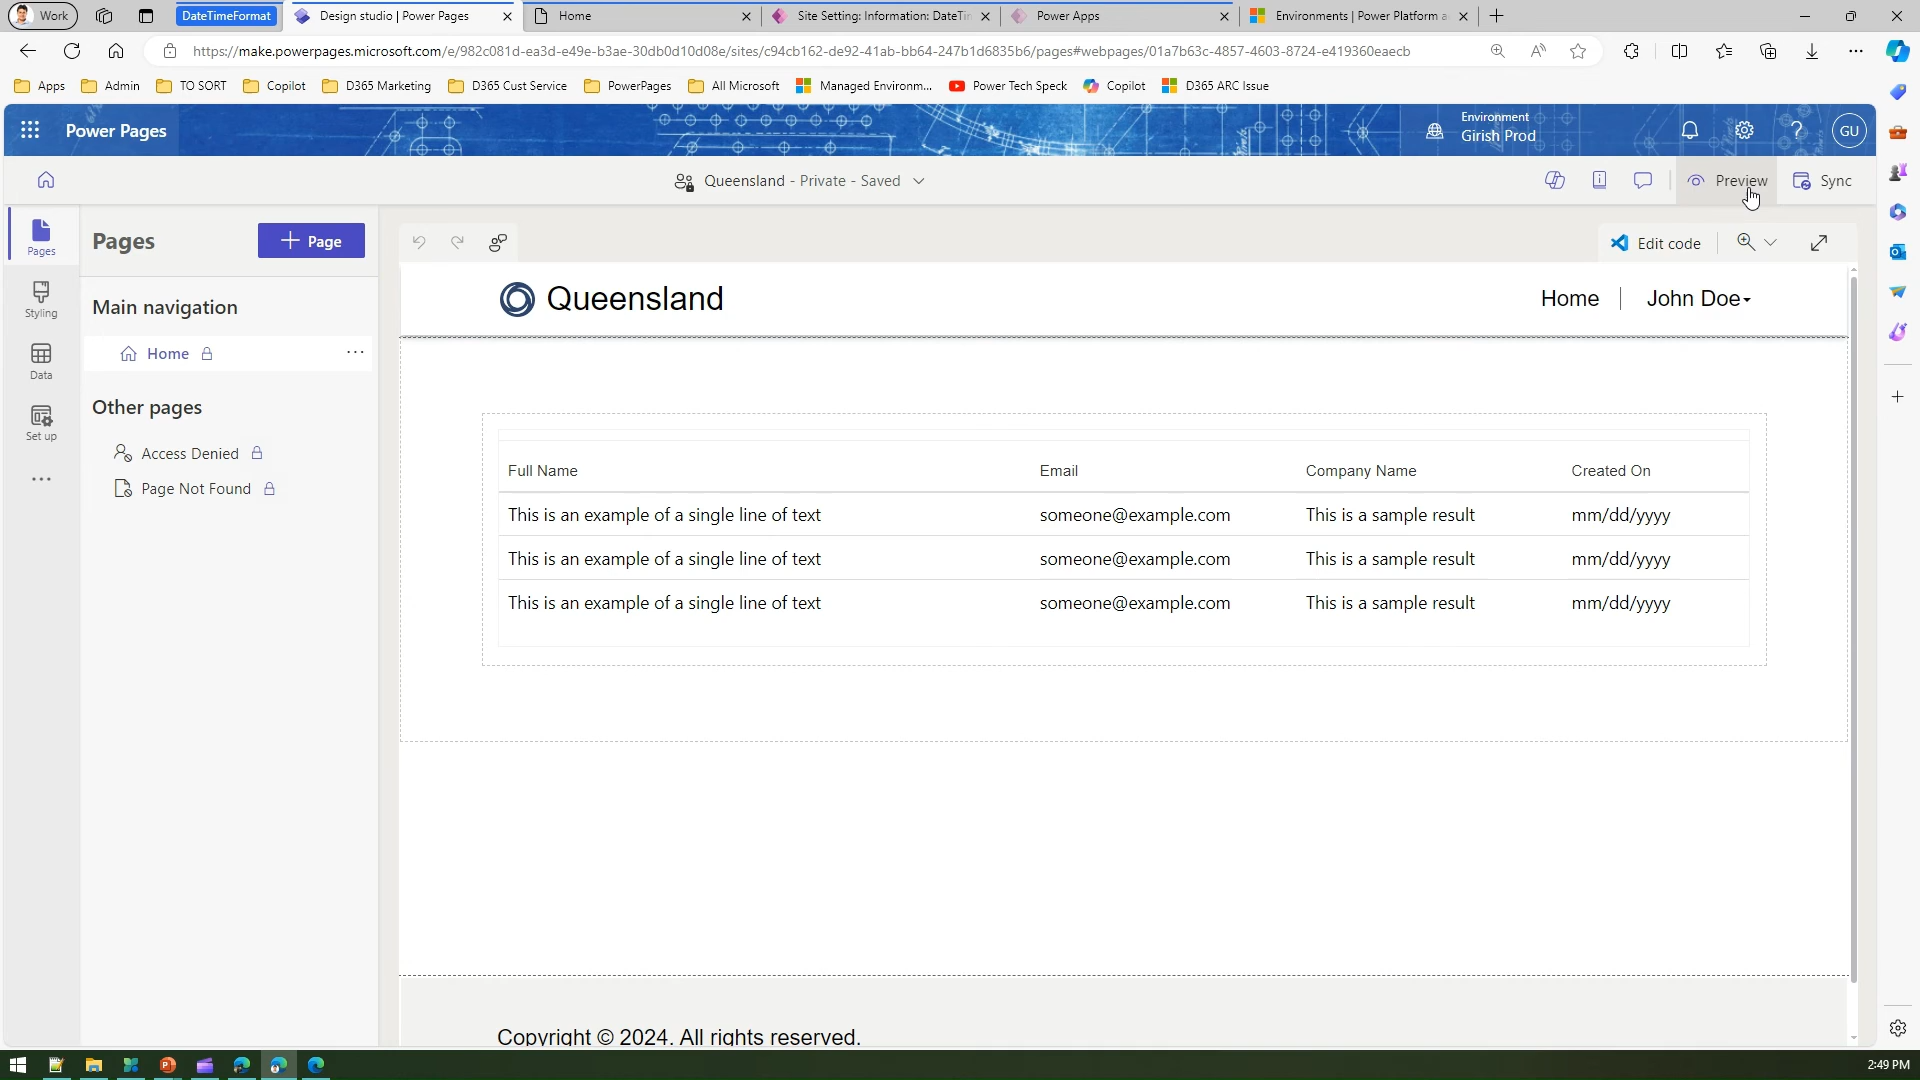 Work
DateTimeFormat
Design studio | Power Pages
Home
Site Setting: Information: DateTin
Power Apps
Environments | Power Platform a
https://make.powerpages.microsoft.com/e/982c081d-ea3d-e49e-b3ae-30db0d10d08e/sites/c94cb162-de92-41ab-bb64-247b1d6835b6/pages#webpages/01a7b63c-4857-4603-8724-e419360eaecb
Apps
Admin
TO SORT
Copilot
D365 Marketing
D365 Cust Service
PowerPages
All Microsoft
Managed Environm...
Power Tech Speck
Copilot
D365 ARC Issue
Power Pages
Environment
Girish Prod
GU
Queensland - Private - Saved
Preview
Sync
Pages
Styling
Data
Set up
Pages
Page
Main navigation
Home
Other pages
Access Denied
Page Not Found
Edit code
Queensland
Home
John Doe
Full Name Email Company Name Created On
This is an example of a single line of text someone@example.com This is a sample result mm/dd/yyyy
This is an example of a single line of text someone@example.com This is a sample result mm/dd/yyyy
This is an example of a single line of text someone@example.com This is a sample result mm/dd/yyyy
Copyright © 2024. All rights reserved.
2:49 PM